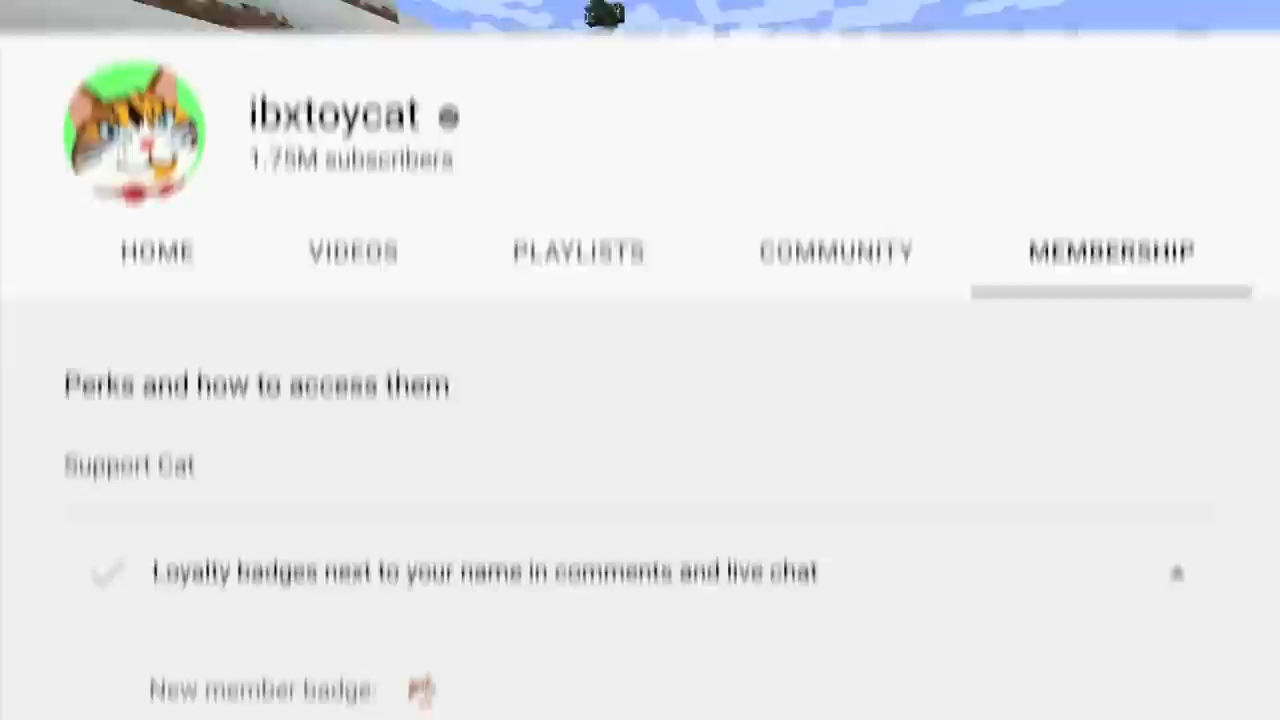 ibxtoycat
1.75M subscribers
HOME VIDEOS PLAYLISTS COMMUNITY MEMBERSHIP
Perks and how to access them
Support Cat
Loyalty badges next to your name in comments and live chat
New member badge: